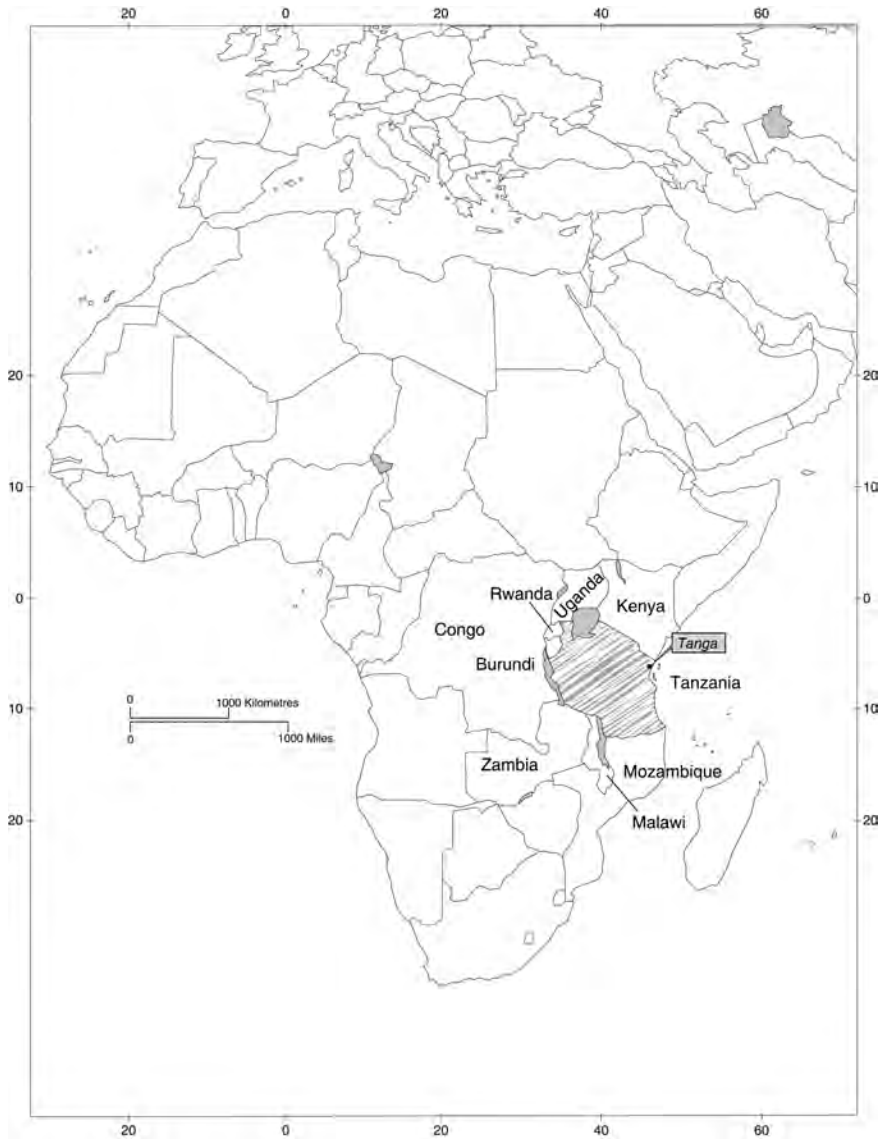 20 0 20 40 60
20 20
10 10
0 0
Rwanda
Uganda
Kenya
Congo
Tanga
Burundi
Tanzania
0 1000 Kilometres
10 10
0 1000 Miles
Zambia
Mozambique
Malawi
20 20
20 0 20 40 60